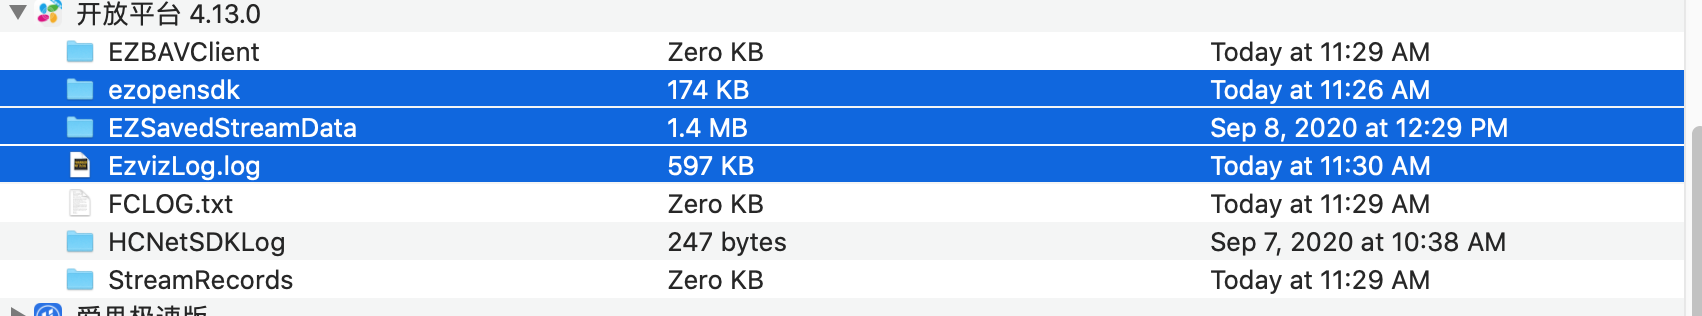 开放平台 4.13.0
EZBAVClient Zero KB Today at 11:29 AM
ezopensdk 174 KB Today at 11:26 AM
EZSavedStreamData 1.4 MB Sep 8, 2020 at 12:29 PM
EzvizLog.log 597 KB Today at 11:30 AM
FCLOG.txt Zero KB Today at 11:29 AM
HCNetSDKLog 247 bytes Sep 7, 2020 at 10:38 AM
StreamRecords Zero KB Today at 11:29 AM